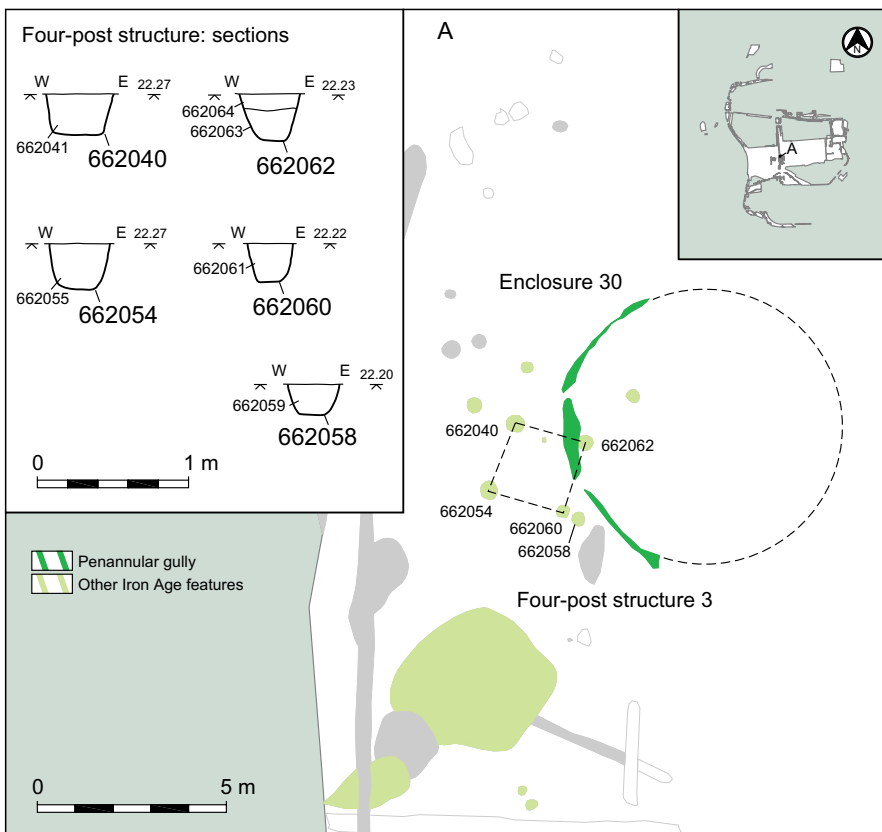 Four-post structure: sections
W E 22.27
662041
662040
W E 22.23
662064
662063
662062
W E 22.27
662055
662054
W E 22.22
662061
662060
W E 22.20
662059
662058
0 1 m
A
N
A
Enclosure 30
662040
662062
662054
662060
662058
Four-post structure 3
Penannular gully
Other Iron Age features
0 5 m